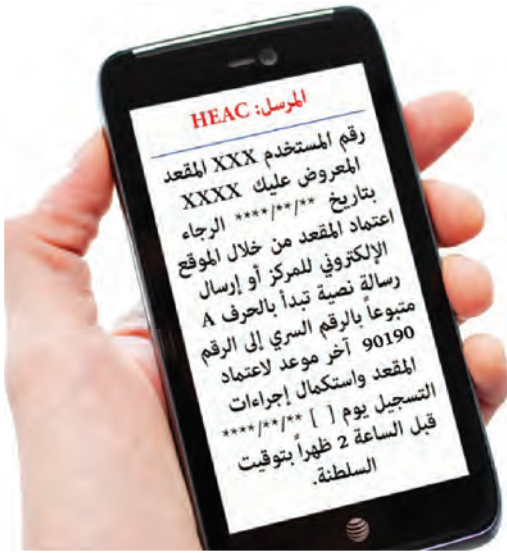 المرسل: HEAC
رقم المستخدم XXX المقعد
المعروض عليك XXXX
بتاريخ **/**/**** الرجاء
اعتماد المقعد من خلال الموقع
الإلكتروني للمركز أو إرسال
رسالة نصية تبدأ بالحرف A
متبوعاً بالرقم السري إلى الرقم
90190 آخر موعد لاعتماد
المقعد واستكمال إجراءات
التسجيل يوم [ ] **/**/****
قبل الساعة 2 ظهراً بتوقيت
السلطنة.